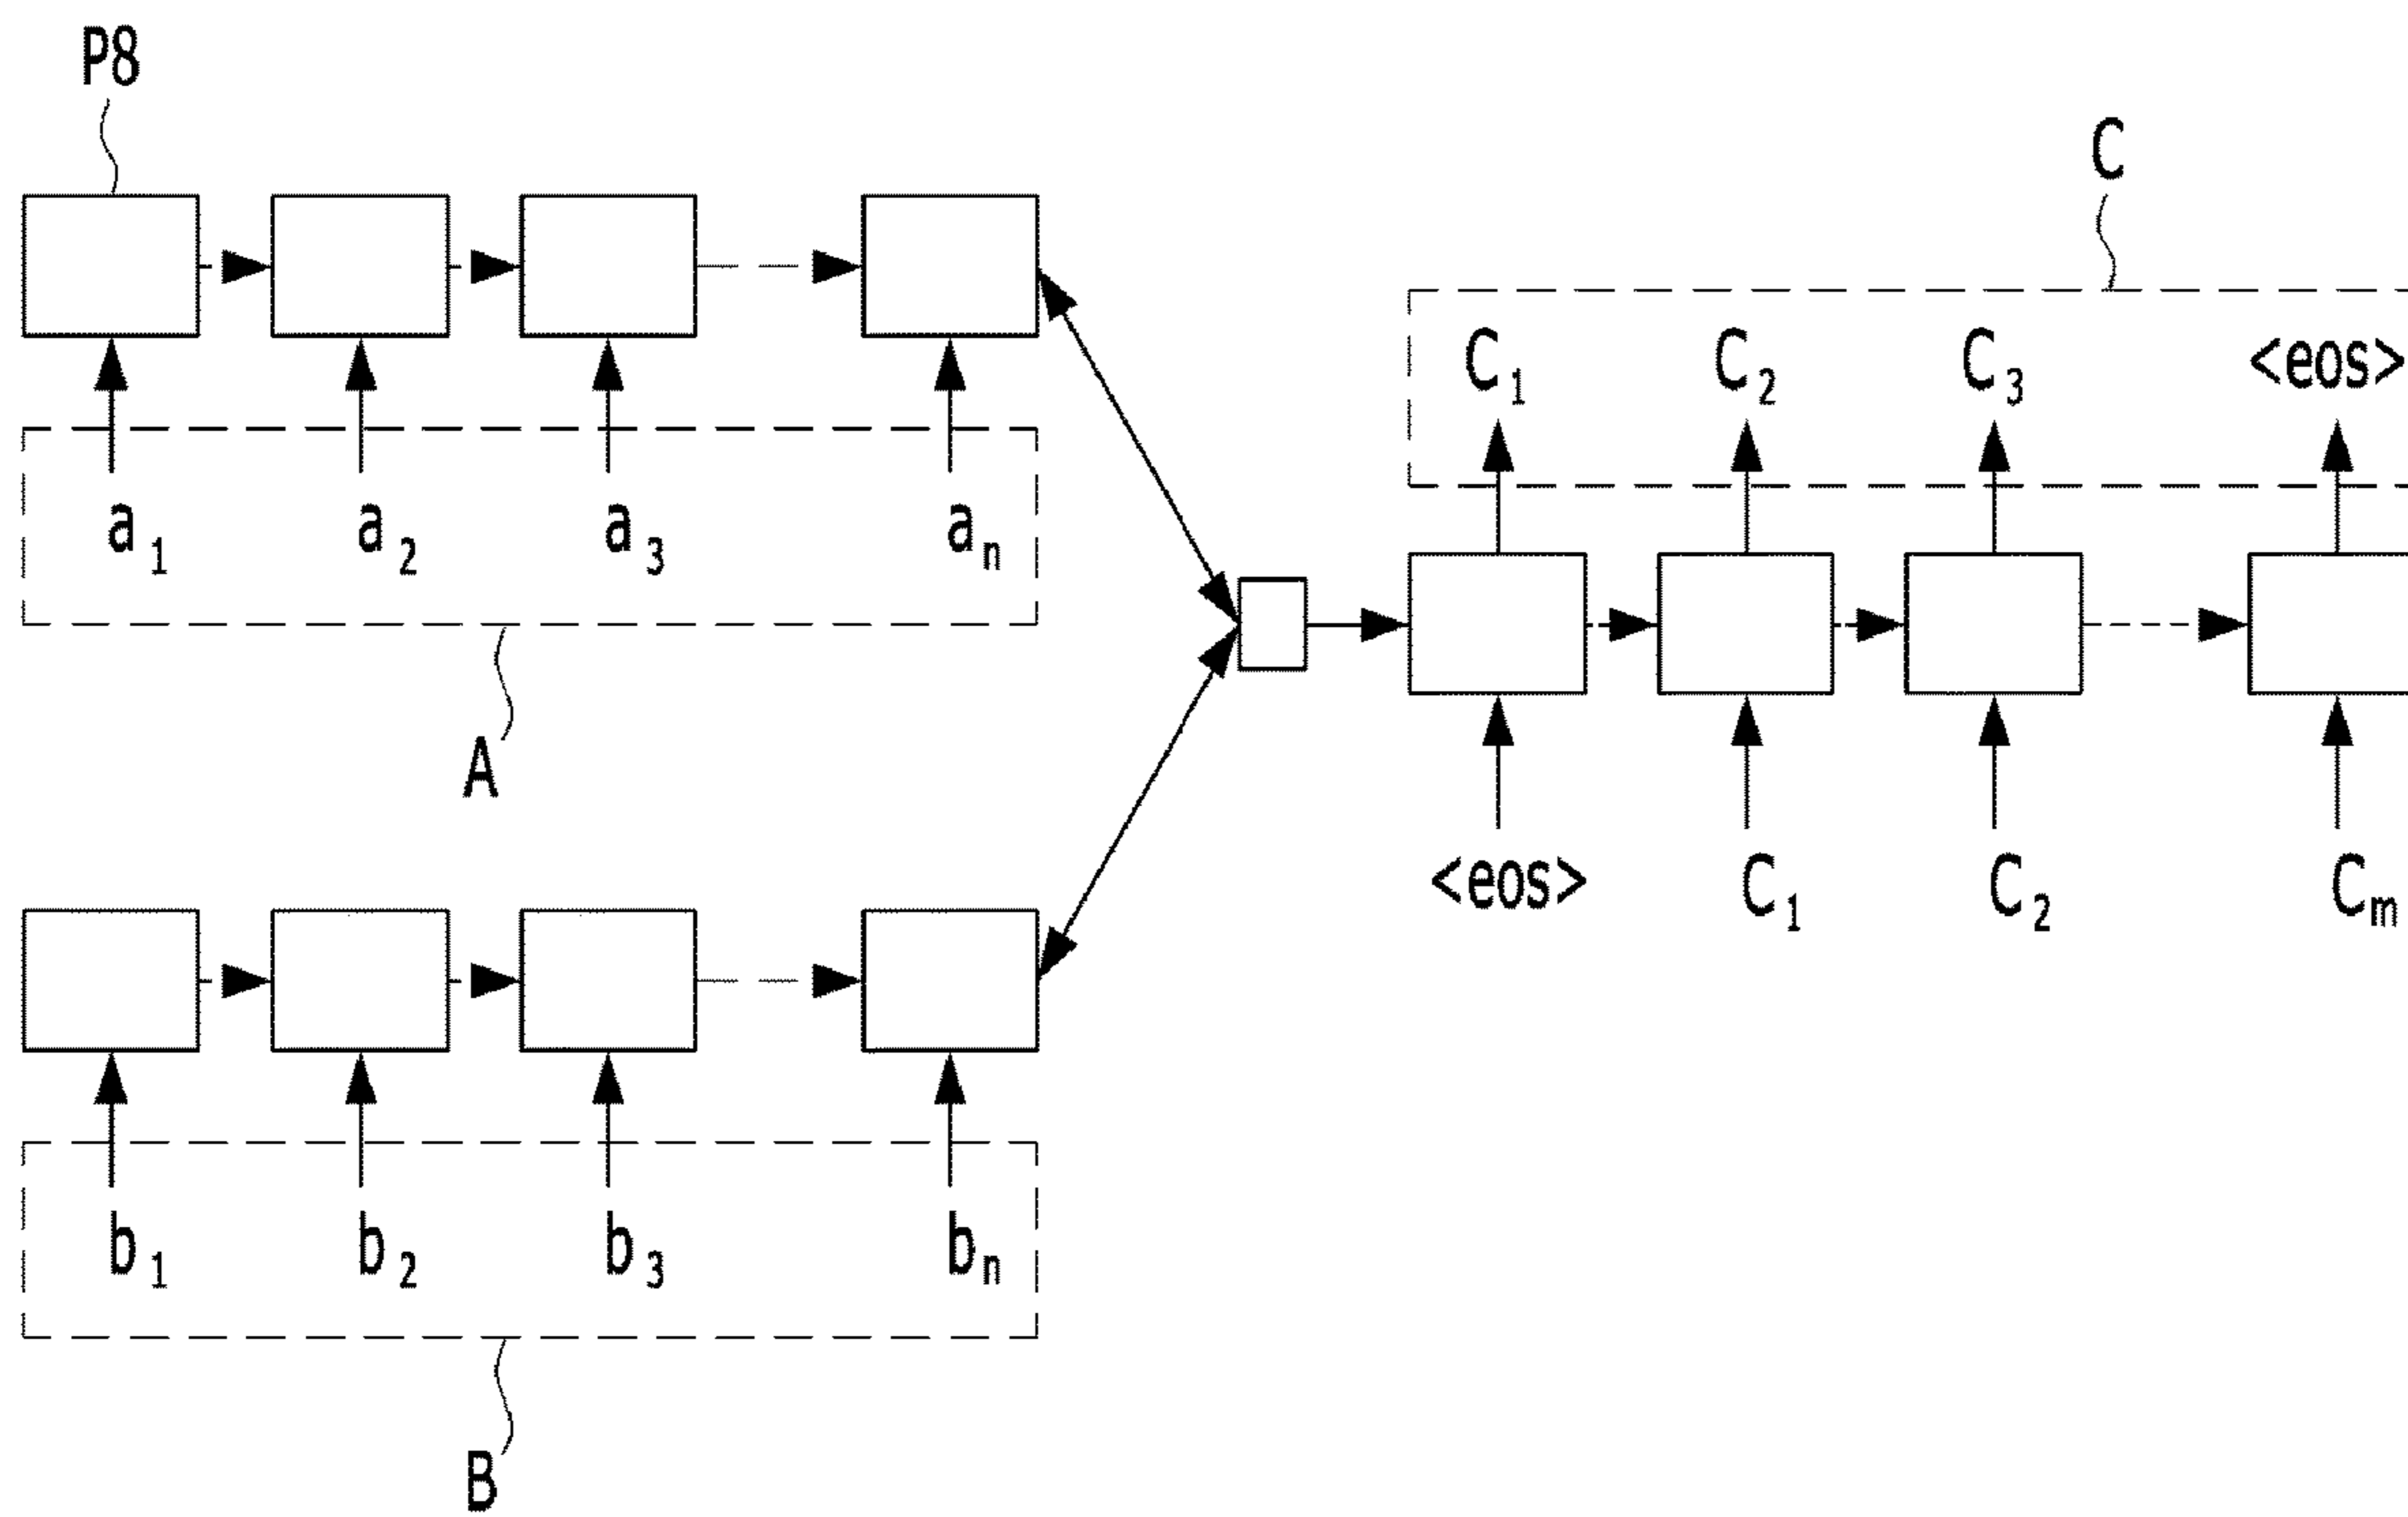 P8
C
C1 C2 C3 <eos>
a1 a2 a3 an
A
<eos> C1 C2 Cm
b1 b2 b3 bn
B